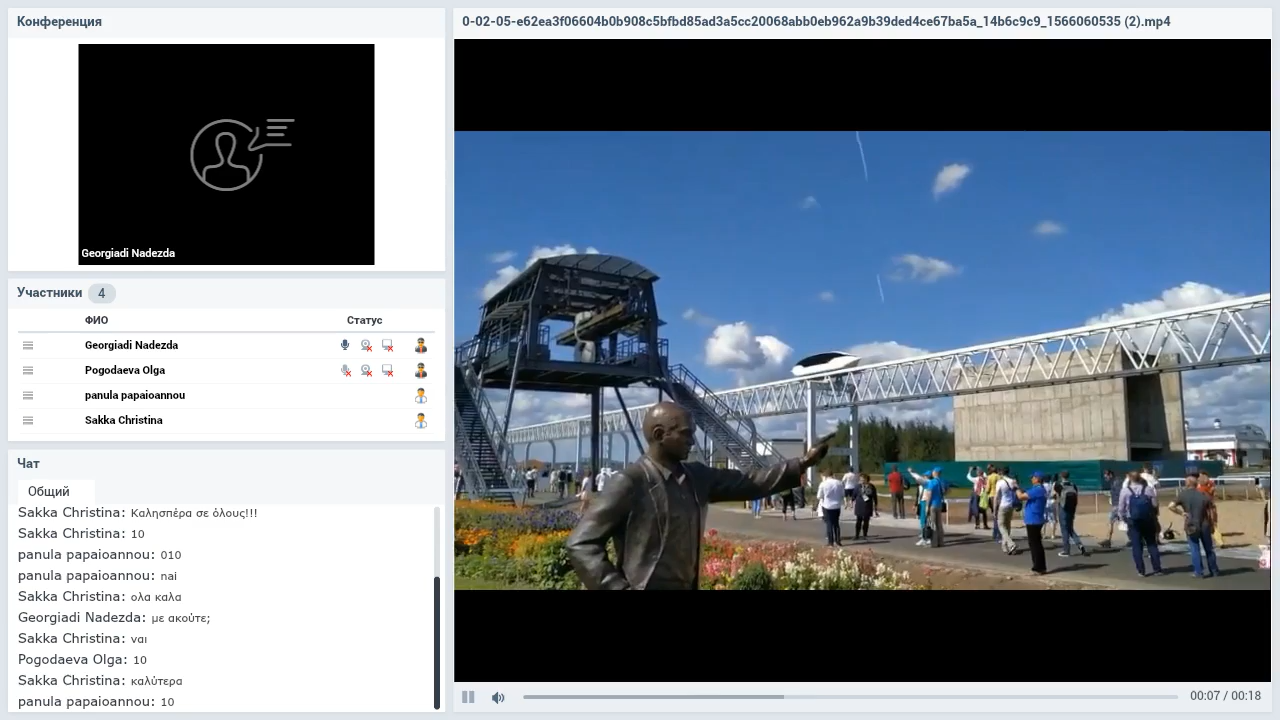 Конференция
Georgiadi Nadezda
Участники 4
ФИО Статус
Georgiadi Nadezda
Pogodaeva Olga
panula papaioannou
Sakka Christina
Чат
Общий
Sakka Christina: Καλησπέρα σε όλους!!!
Sakka Christina: 10
panula papaioannou: 010
panula papaioannou: nai
Sakka Christina: ολα καλα
Georgiadi Nadezda: με ακούτε;
Sakka Christina: ναι
Pogodaeva Olga: 10
Sakka Christina: καλύτερα
panula papaioannou: 10
0-02-05-e62ea3f06604b0b908c5bfbd85ad3a5cc20068abb0eb962a9b39ded4ce67ba5a_14b6c9c9_1566060535 (2).mp4
00:07 / 00:18